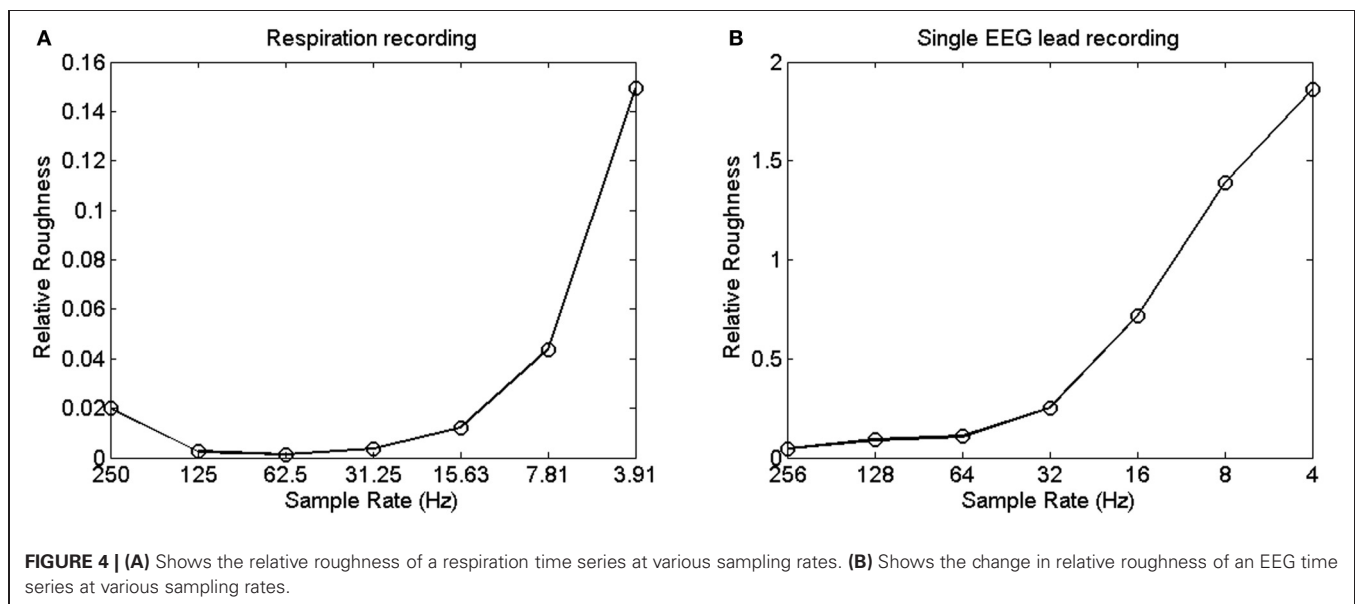 A
Respiration recording
0.16
0.14
0.12
0.1
0.08
0.06
0.04
0.02
0
Relative Roughness
250 125 62.5 31.25 15.63 7.81 3.91
Sample Rate (Hz)
B
Single EEG lead recording
2
1.5
1
0.5
0
Relative Roughness
256 128 64 32 16 8 4
Sample Rate (Hz)
FIGURE 4 | (A) Shows the relative roughness of a respiration time series at various sampling rates. (B) Shows the change in relative roughness of an EEG time
series at various sampling rates.